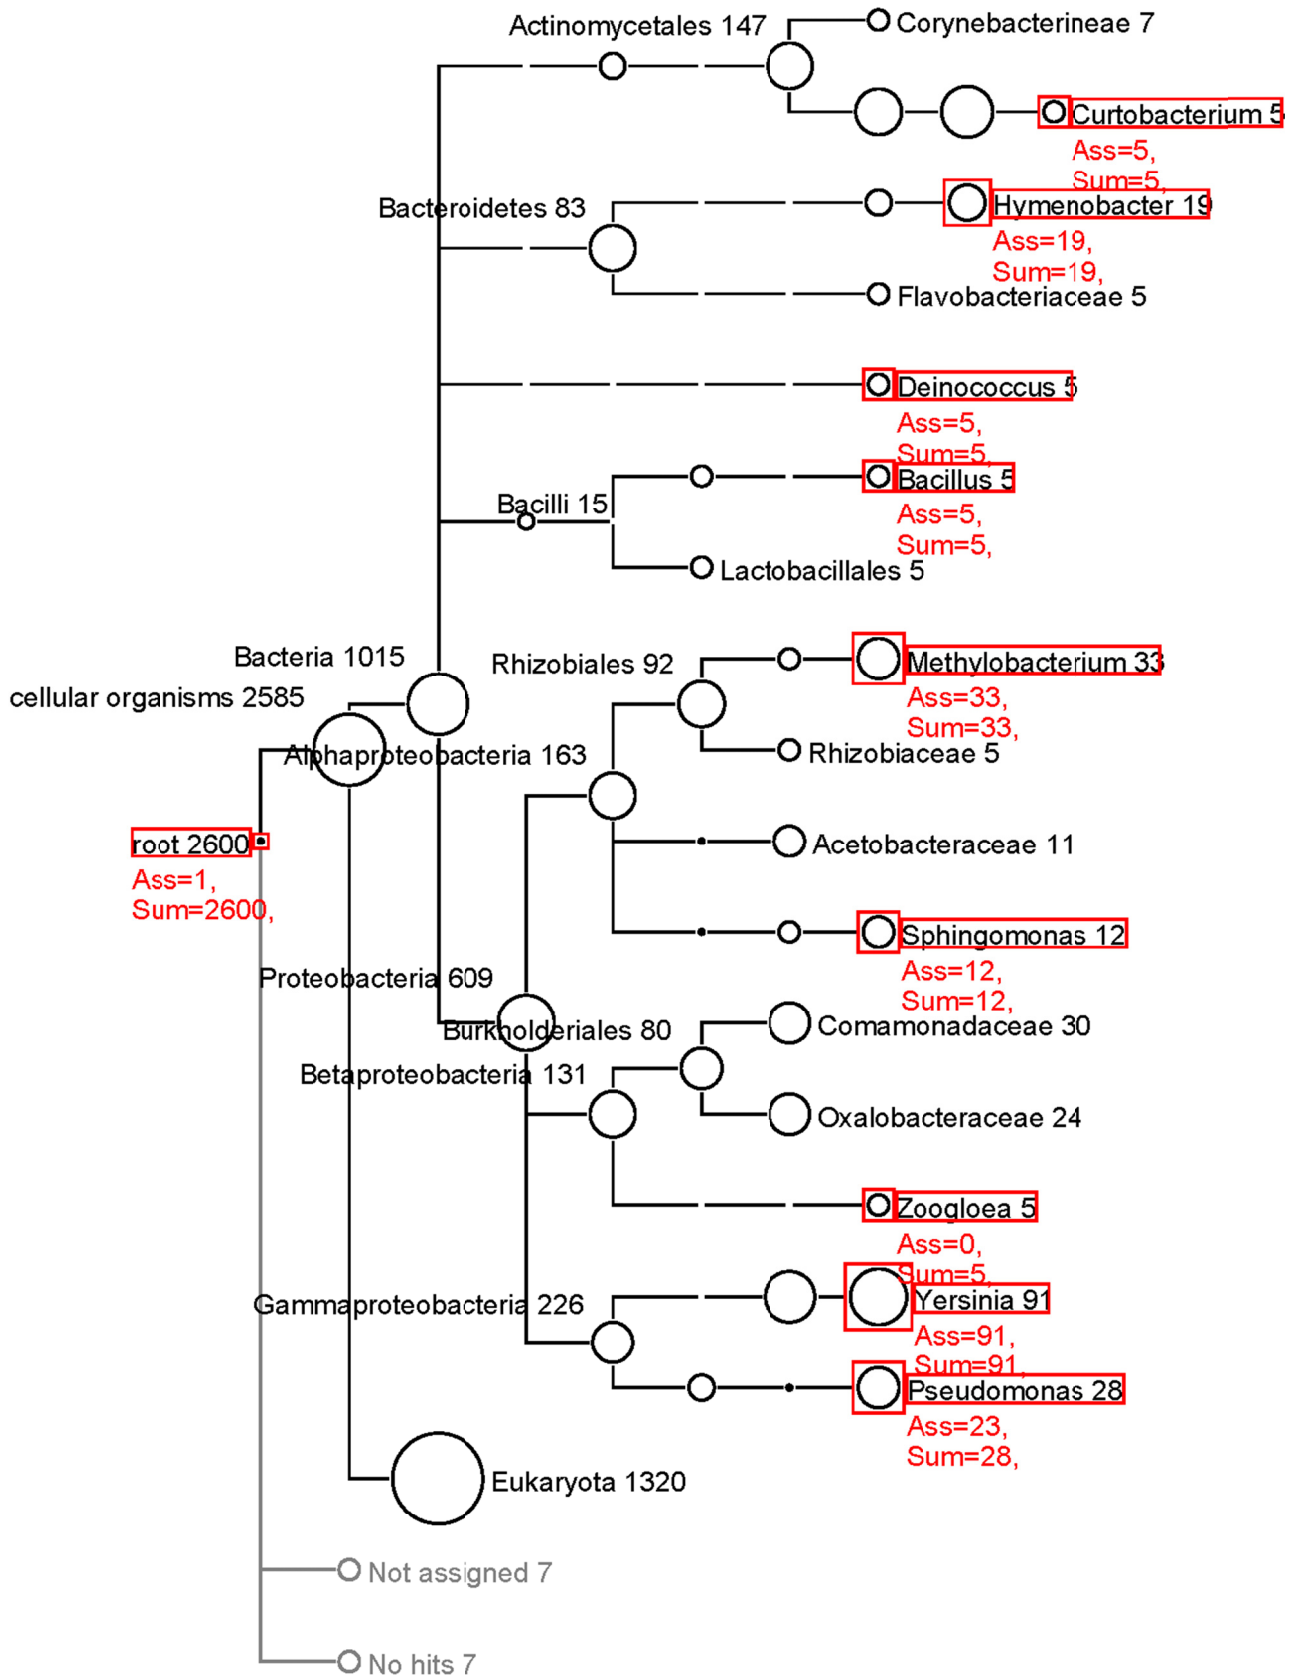 Actinomycetales 147
Corynebacterineae 7
Curtobacterium 5
Ass=5,
Sum=5,
Bacteroidetes 83
Hymenobacter 19
Ass=19,
Sum=19,
Flavobacteriaceae 5
Deinococcus 5
Ass=5,
Sum=5,
Bacilli 15
Bacillus 5
Ass=5,
Sum=5,
Lactobacillales 5
Bacteria 1015
Rhizobiales 92
Methylobacterium 33
Ass=33,
Sum=33,
cellular organisms 2585
Alphaproteobacteria 163
Rhizobiaceae 5
root 2600
Ass=1,
Sum=2600,
Acetobacteraceae 11
Sphingomonas 12
Ass=12,
Sum=12,
Proteobacteria 609
Burkholderiales 80
Comamonadaceae 30
Betaproteobacteria 131
Oxalobacteraceae 24
Zoogloea 5
Ass=0,
Sum=5,
Gammaproteobacteria 226
Yersinia 91
Ass=91,
Sum=91,
Pseudomonas 28
Ass=23,
Sum=28,
Eukaryota 1320
Not assigned 7
No hits 7